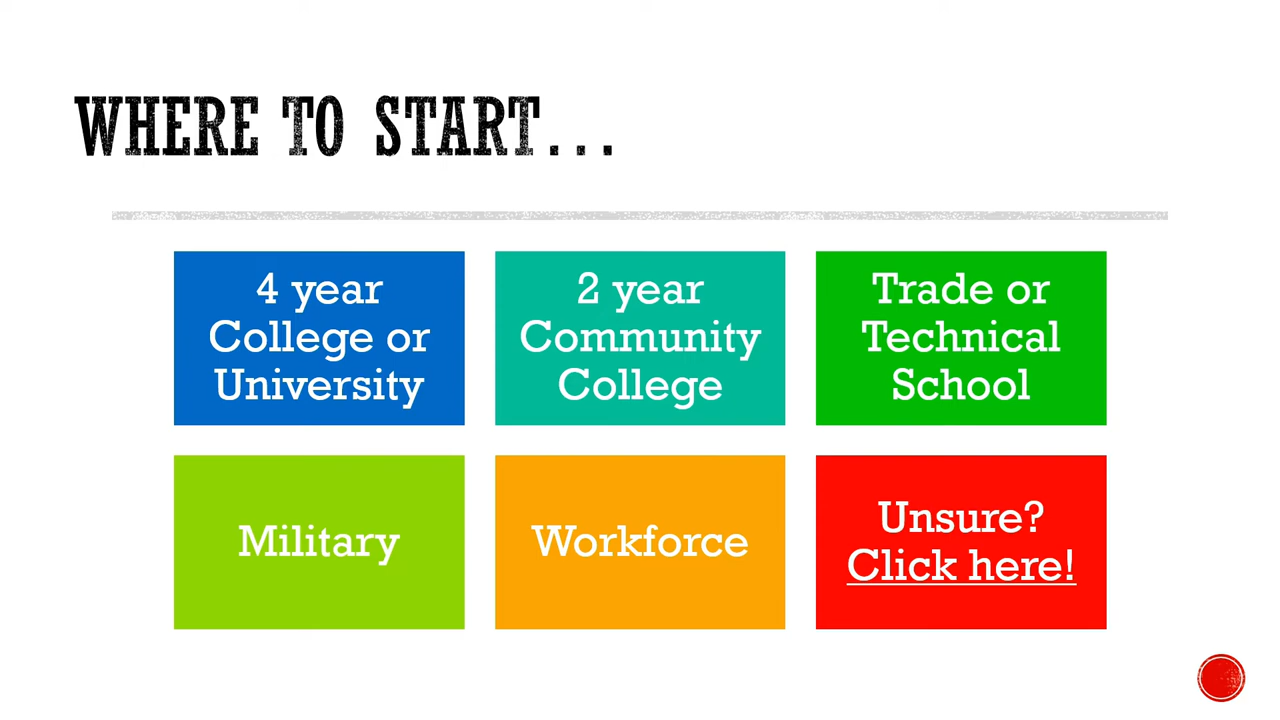 WHERE TO START...
4 year
College or
University
2 year
Community
College
Trade or
Technical
School
Military
Workforce
Unsure?
Click here!